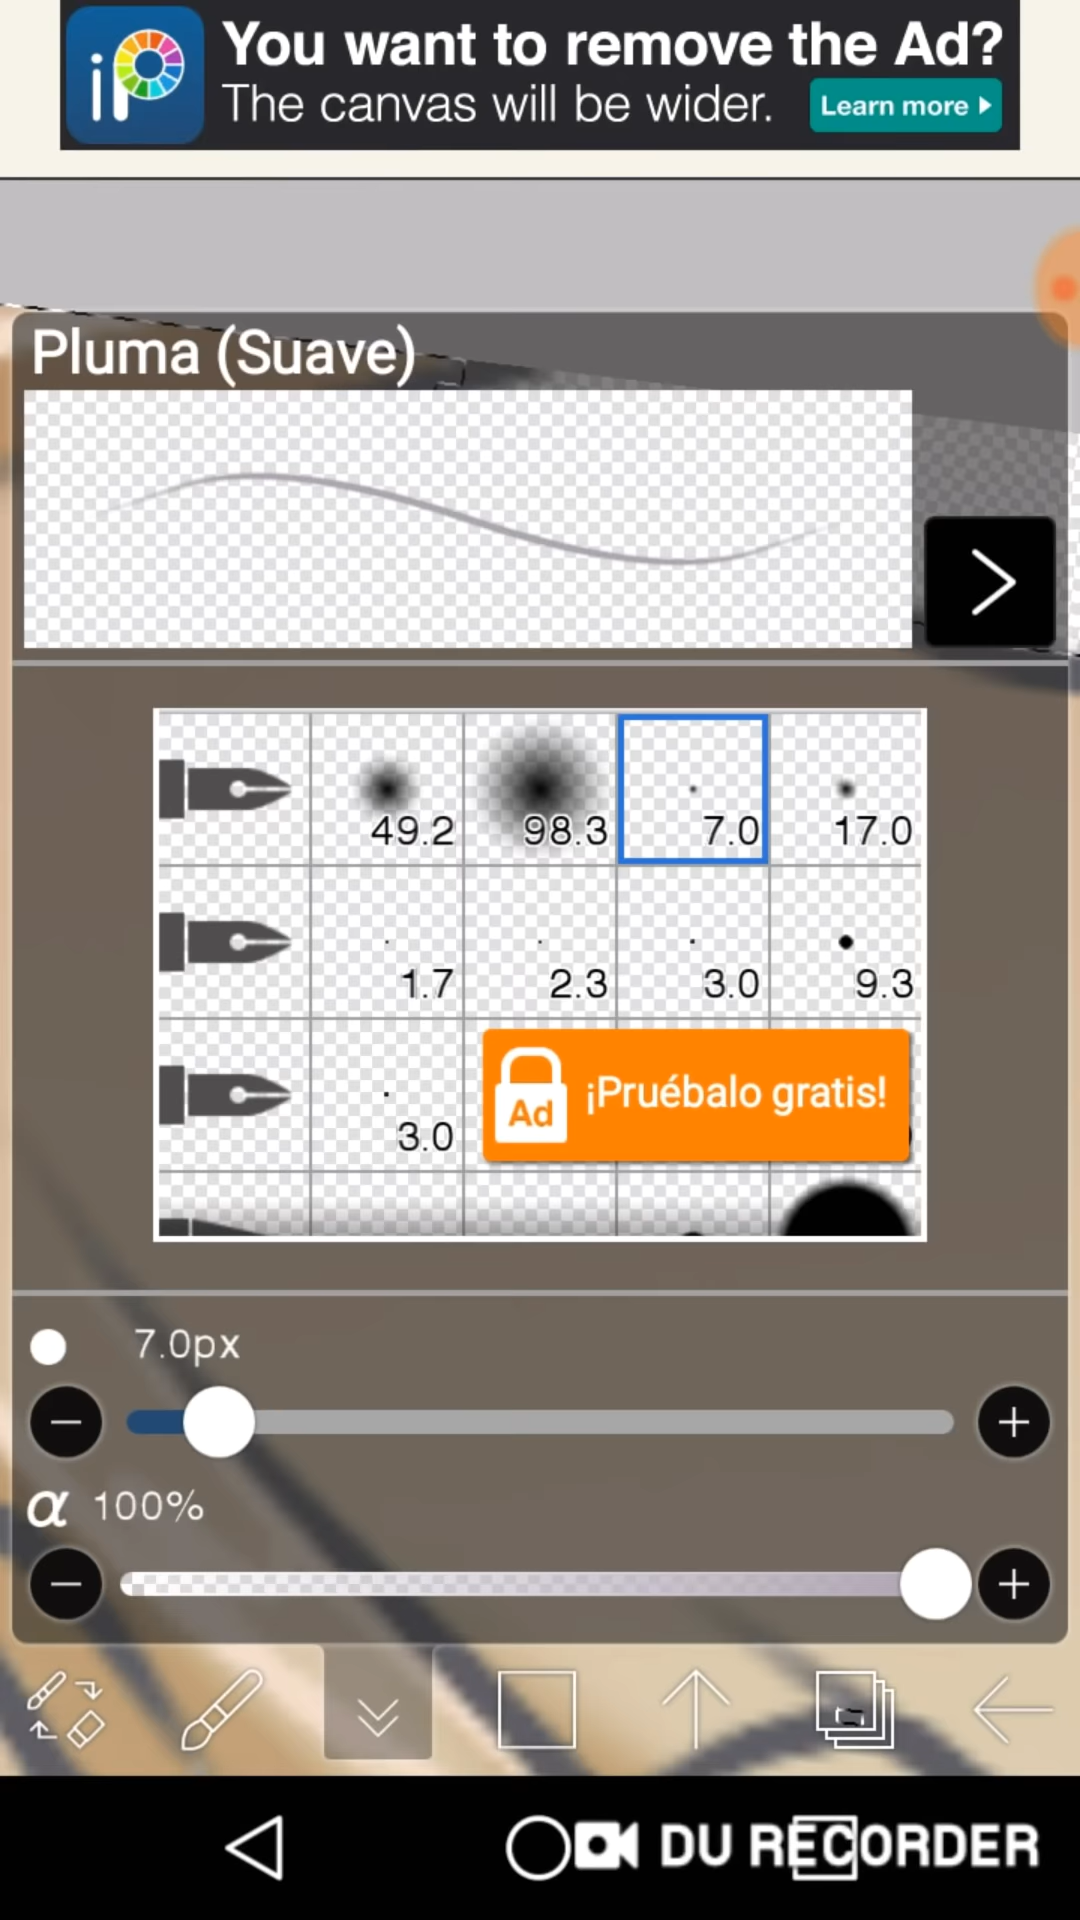 iP
You want to remove the Ad?
The canvas will be wider.
Learn more
Pluma (Suave)
49.2 98.3 7.0 17.0
1.7 2.3 3.0 9.3
3.0
Ad ¡Pruébalo gratis!
7.0px
α 100%
DU RECORDER